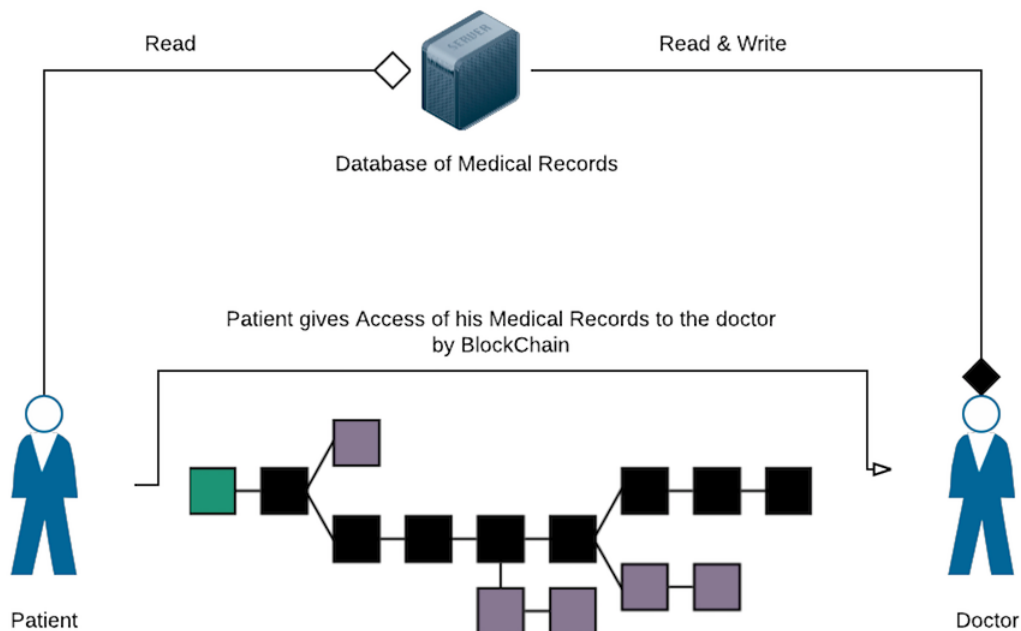 Read
Read & Write
SERVER
Database of Medical Records
Patient gives Access of his Medical Records to the doctor
by BlockChain
Patient
Doctor